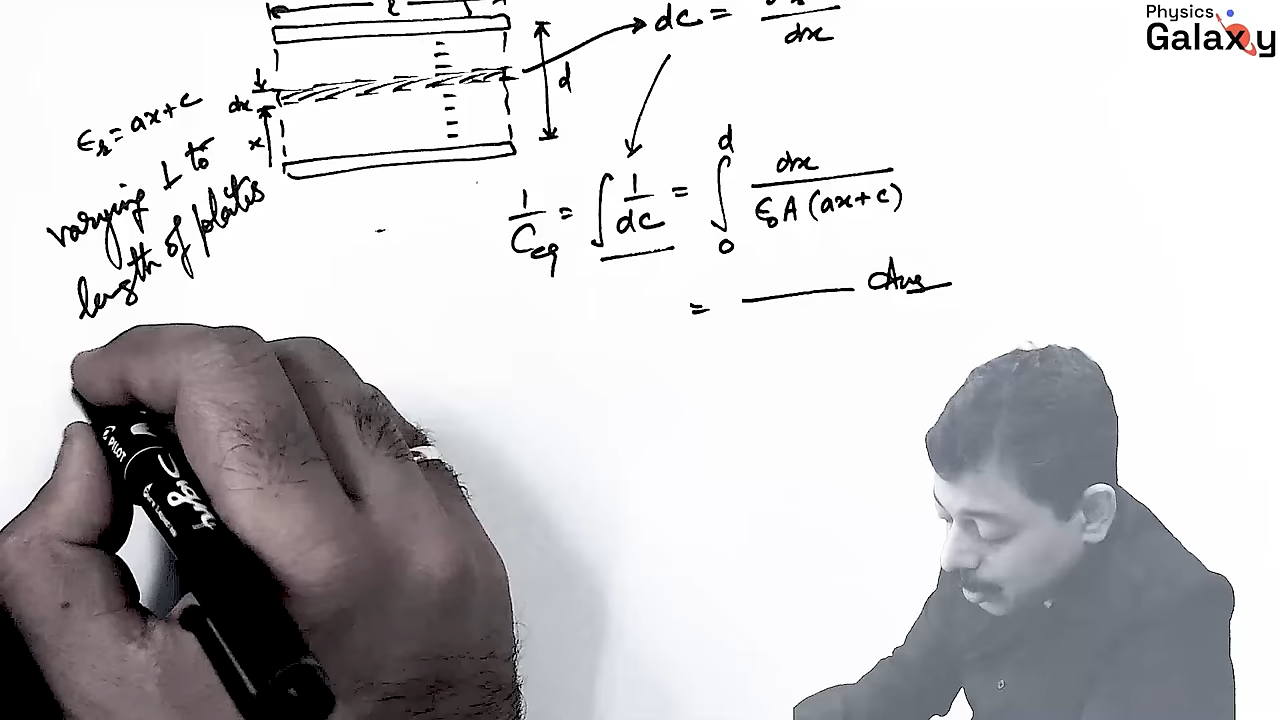 Physics
Galaxy
l
dc =
dx
d
dx
x
ϵr = ax+c
varying ⊥ to
length of plates
1/Ceq = ∫ 1/dc = ∫₀ᵈ dx/ϵ₀A(ax+c)
= ——— Ans
PILOT